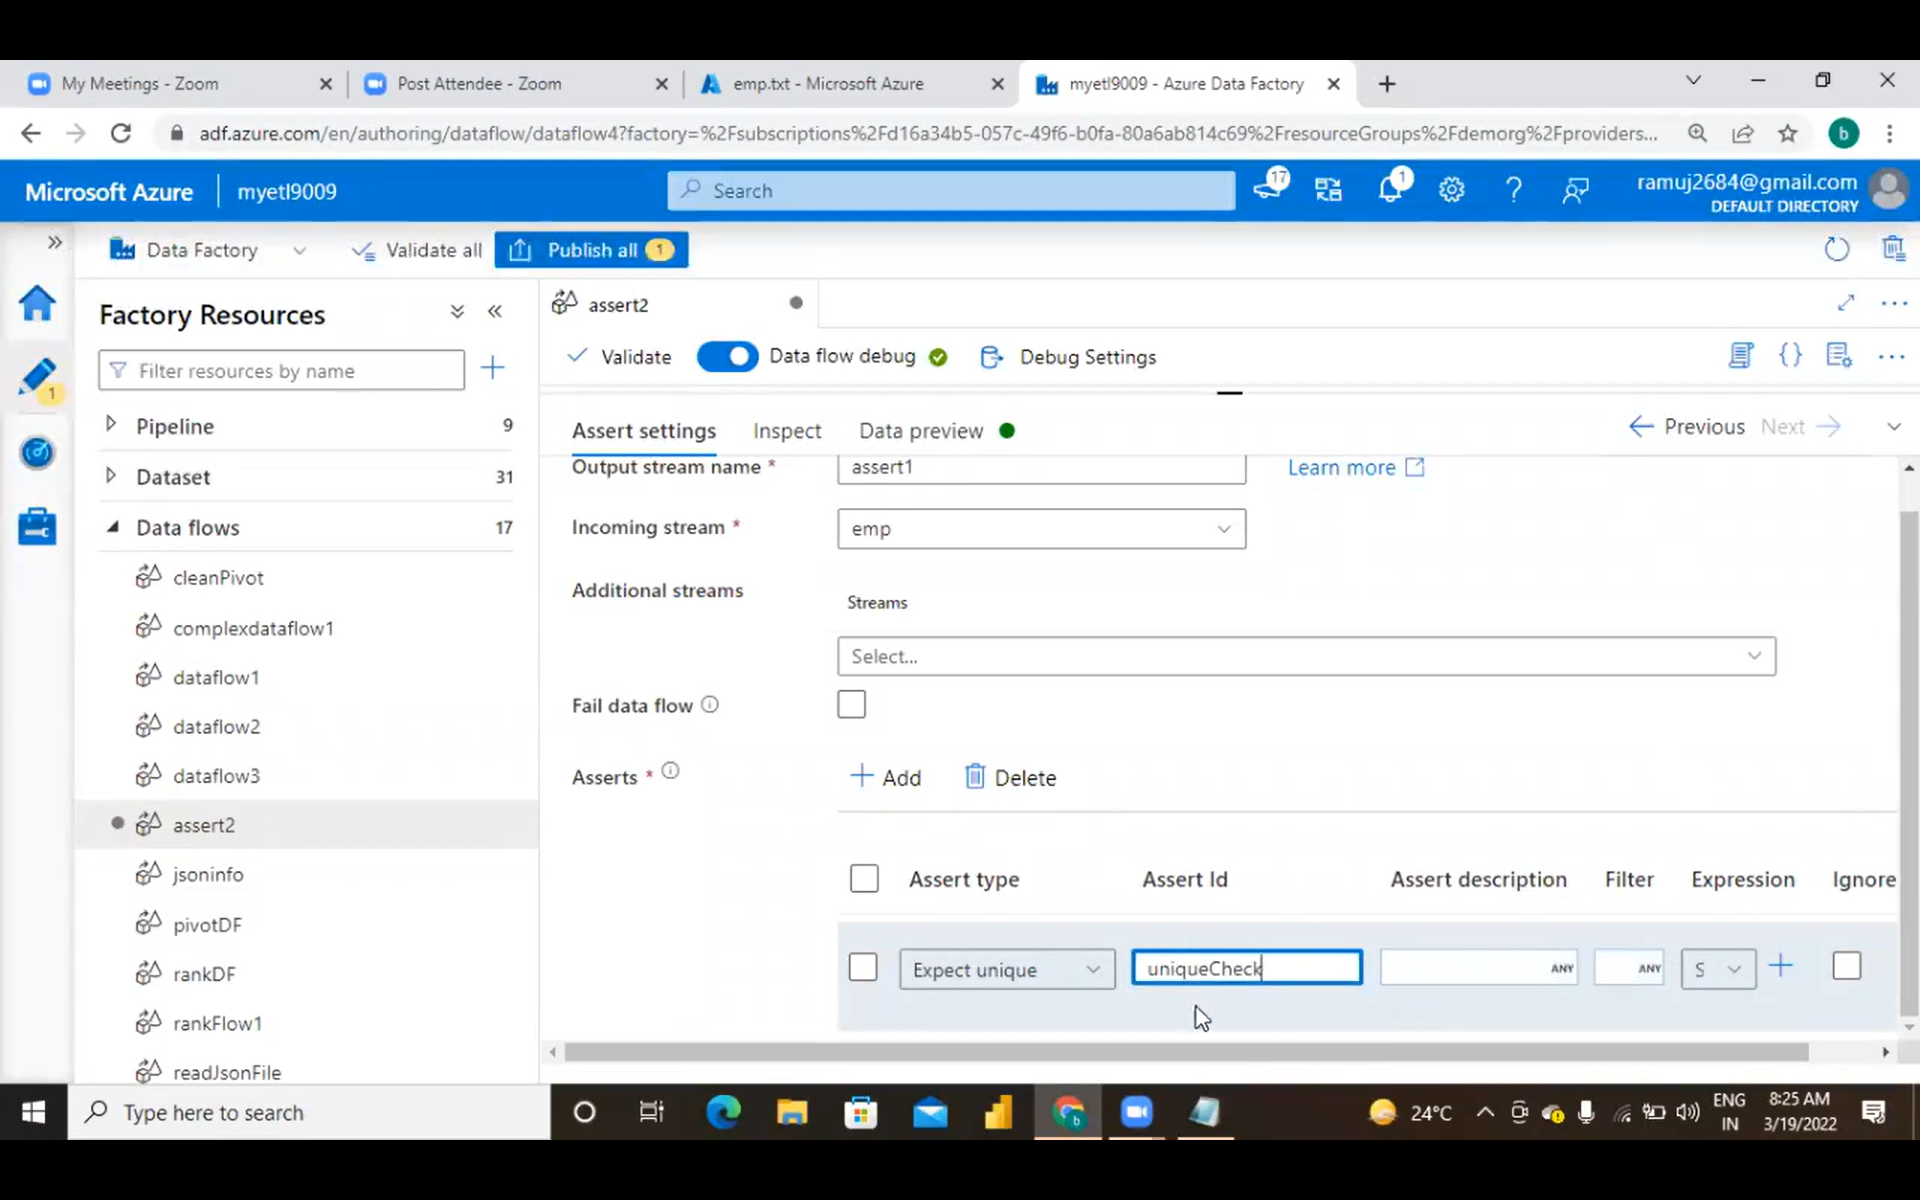 My Meetings - Zoom
Post Attendee - Zoom
emp.txt - Microsoft Azure
myetl9009 - Azure Data Factory
adf.azure.com/en/authoring/dataflow/dataflow4?factory=%2Fsubscriptions%2Fd16a34b5-057c-49f6-b0fa-80a6ab814c69%2FresourceGroups%2Fdemorg%2Fproviders...
b
Microsoft Azure
myetl9009
Search
17
1
ramuj2684@gmail.com
DEFAULT DIRECTORY
Data Factory
Validate all
Publish all 1
Factory Resources
Filter resources by name
1
Pipeline 9
Dataset 31
Data flows 17
cleanPivot
complexdataflow1
dataflow1
dataflow2
dataflow3
assert2
jsoninfo
pivotDF
rankDF
rankFlow1
readJsonFile
assert2
Validate
Data flow debug
Debug Settings
Assert settings
Inspect
Data preview
Previous
Next
Output stream name *
assert1
Learn more
Incoming stream *
emp
Additional streams
Streams
Select...
Fail data flow
Asserts *
Add
Delete
Assert type
Assert Id
Assert description
Filter
Expression
Ignore
Expect unique
uniqueCheck
ANY
ANY
S
Type here to search
24°C
ENG
IN
8:25 AM
3/19/2022